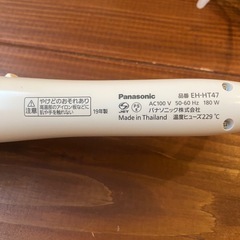 注意
やけどのおそれあり
Panasonic
品番 EH-HT47
AC100 V 50-60 Hz 180 W
パナソニック株式会社
Made in Thailand 温度ヒューズ229℃
19年製